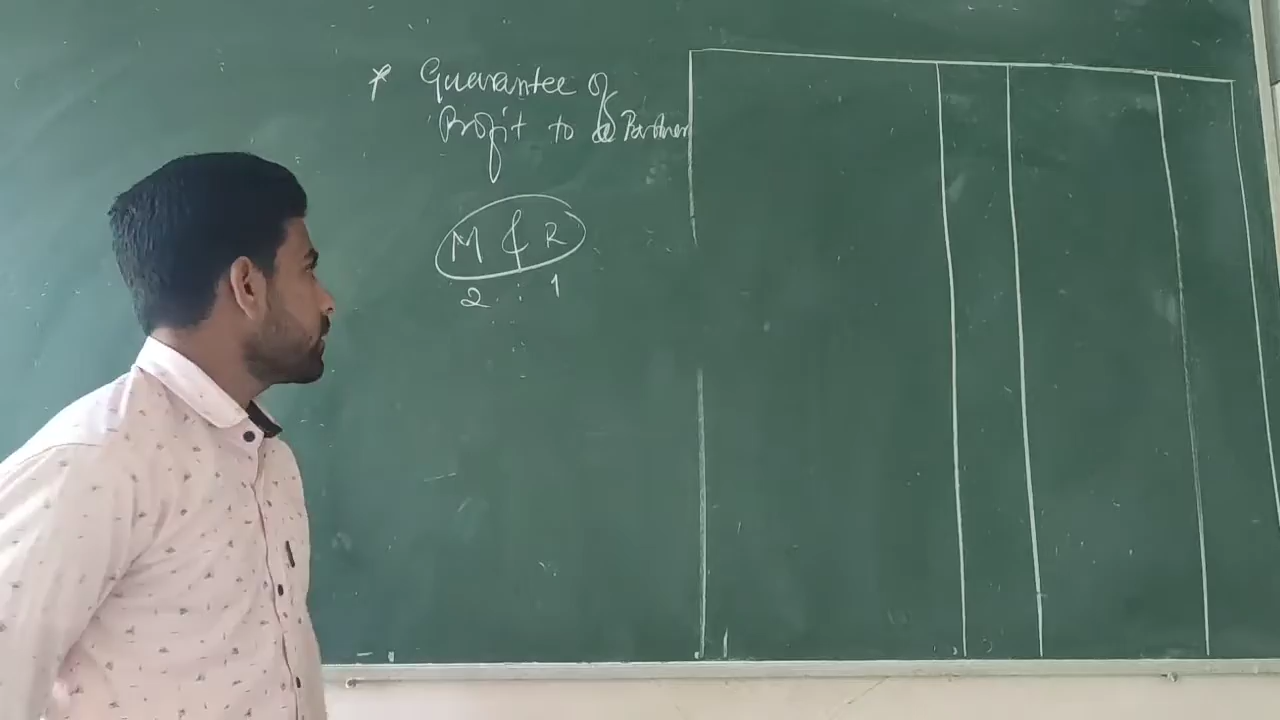 * Guarantee of
Profit to a Partner
M & R
2 : 1